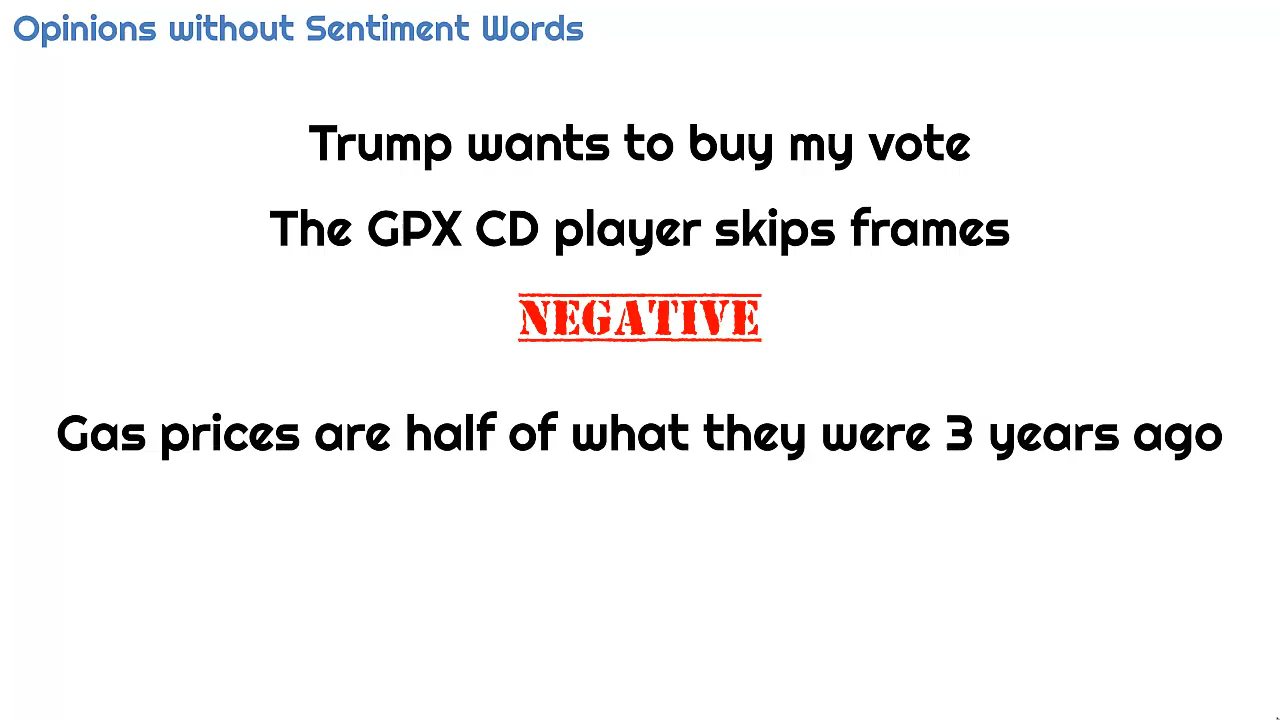 Opinions without Sentiment Words
Trump wants to buy my vote
The GPX CD player skips frames
NEGATIVE
Gas prices are half of what they were 3 years ago